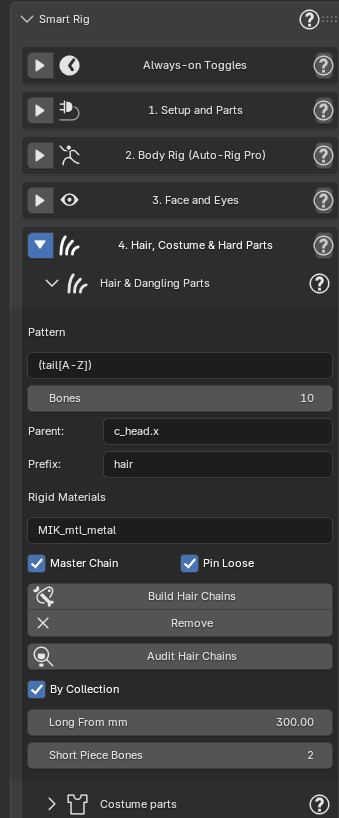 Smart Rig
Always-on Toggles
1. Setup and Parts
2. Body Rig (Auto-Rig Pro)
3. Face and Eyes
4. Hair, Costume & Hard Parts
Hair & Dangling Parts
Pattern
(tail[A-Z])
Bones 10
Parent: c_head.x
Prefix: hair
Rigid Materials
MIK_mtl_metal
Master Chain Pin Loose
Build Hair Chains
Remove
Audit Hair Chains
By Collection
Long From mm 300.00
Short Piece Bones 2
Costume parts